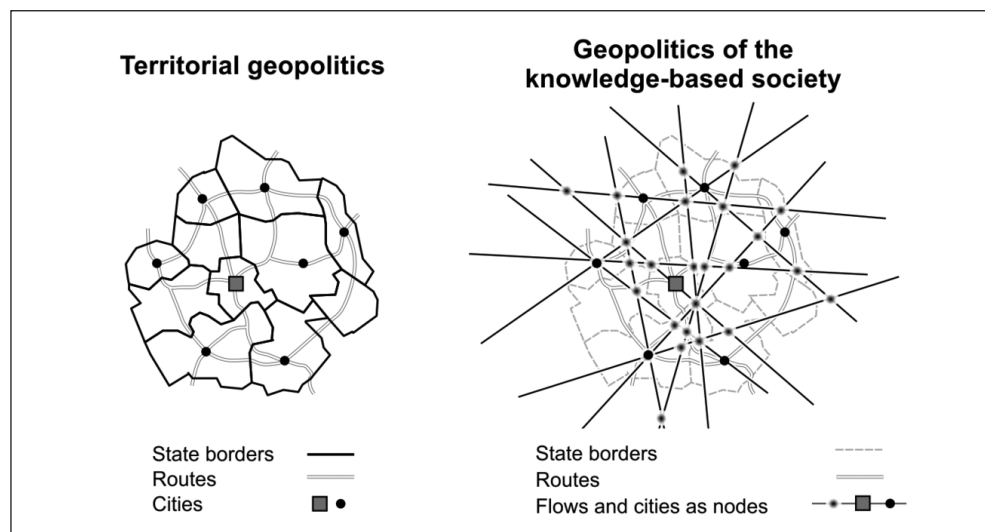 Territorial geopolitics
Geopolitics of the
knowledge-based society
State borders
Routes
Cities
State borders
Routes
Flows and cities as nodes